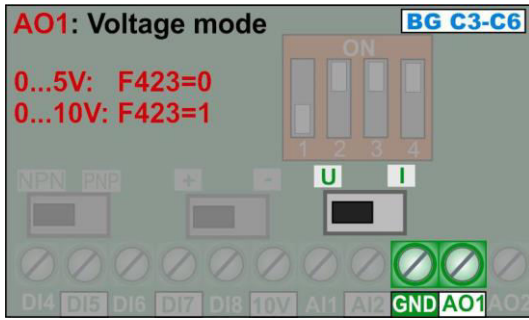 AO1: Voltage mode
BG C3-C6
ON
0...5V: F423=0
0...10V: F423=1
1 2 3 4
U I
NPN PNP + -
DI4 DI5 DI6 DI7 DI8 10V AI1 AI2 GND AO1 AO2